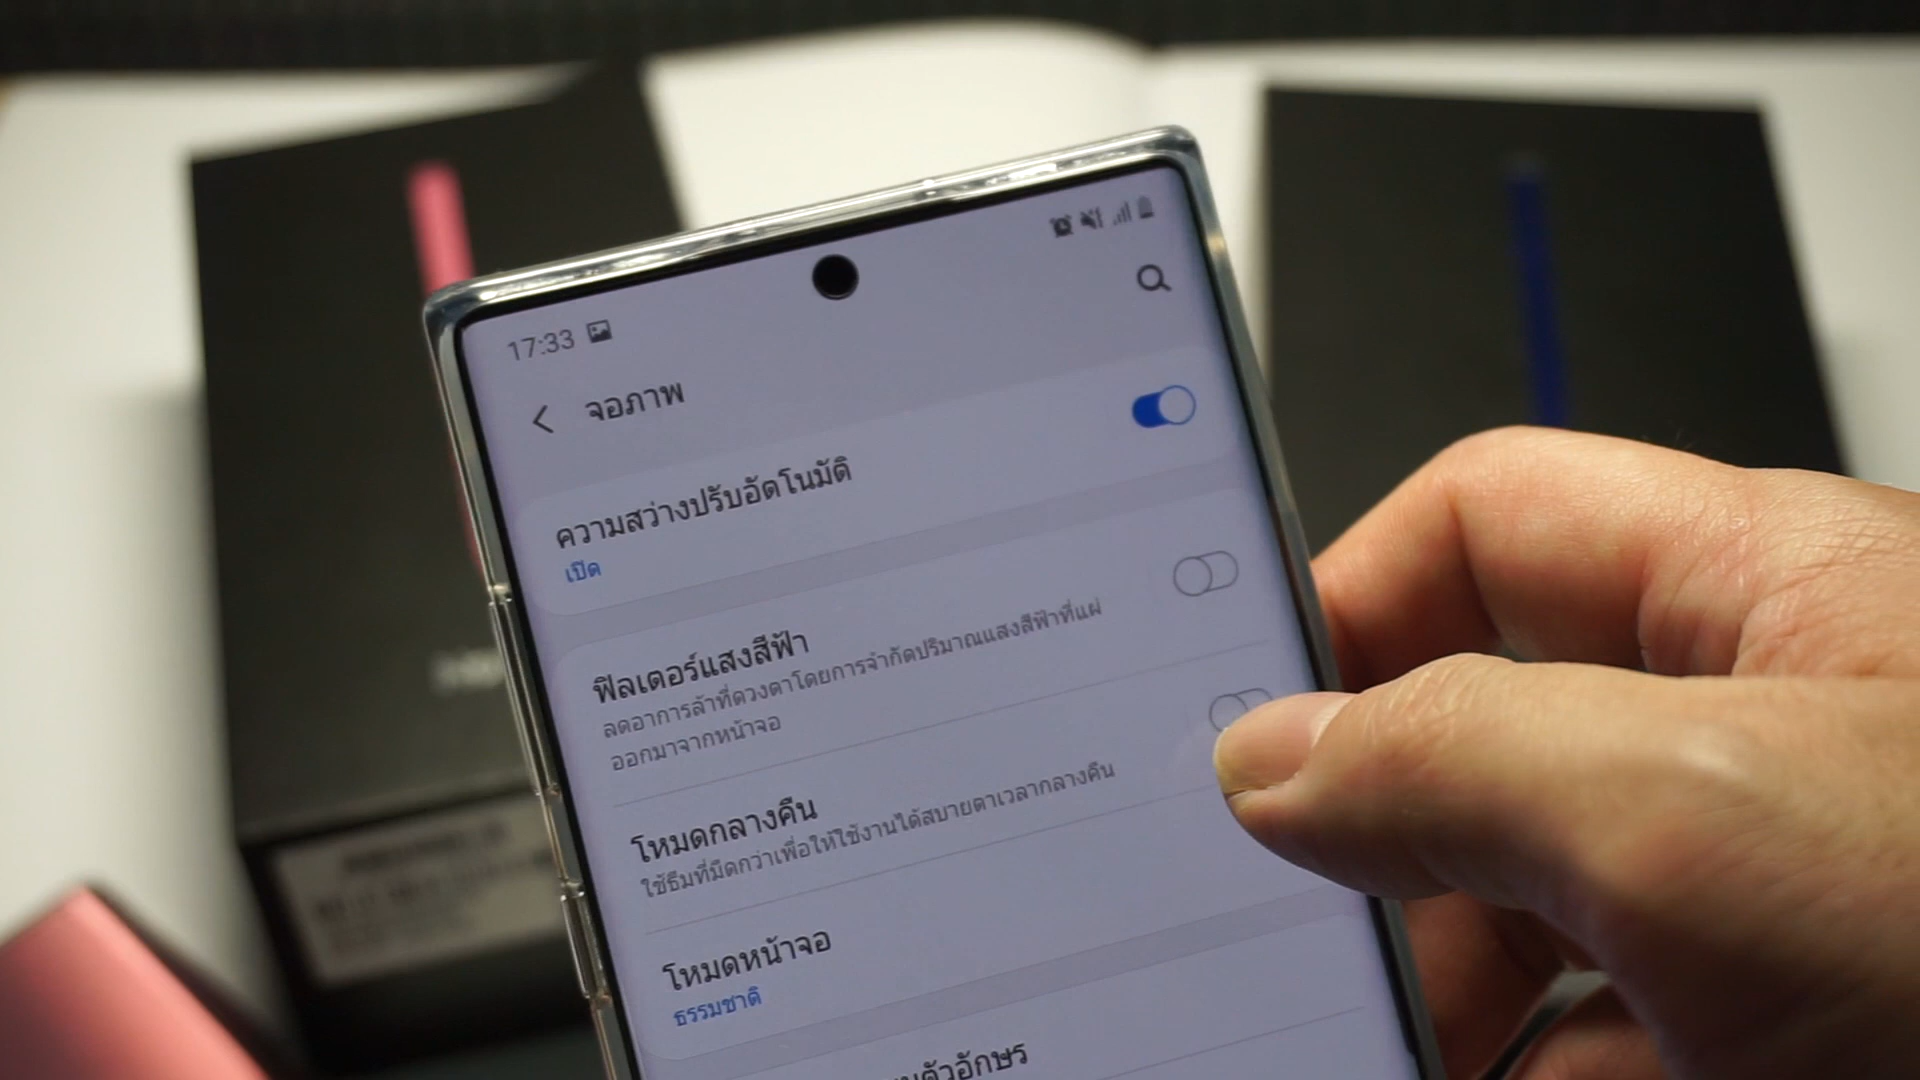 17:33
จอภาพ
ความสว่างปรับอัตโนมัติ
เปิด
ฟิลเตอร์แสงสีฟ้า
ลดอาการล้าที่ดวงตาโดยการจำกัดปริมาณแสงสีฟ้าที่แผ่
ออกมาจากหน้าจอ
โหมดกลางคืน
ใช้ธีมที่มืดกว่าเพื่อให้ใช้งานได้สบายตาเวลากลางคืน
โหมดหน้าจอ
ธรรมชาติ
ตัวอักษร